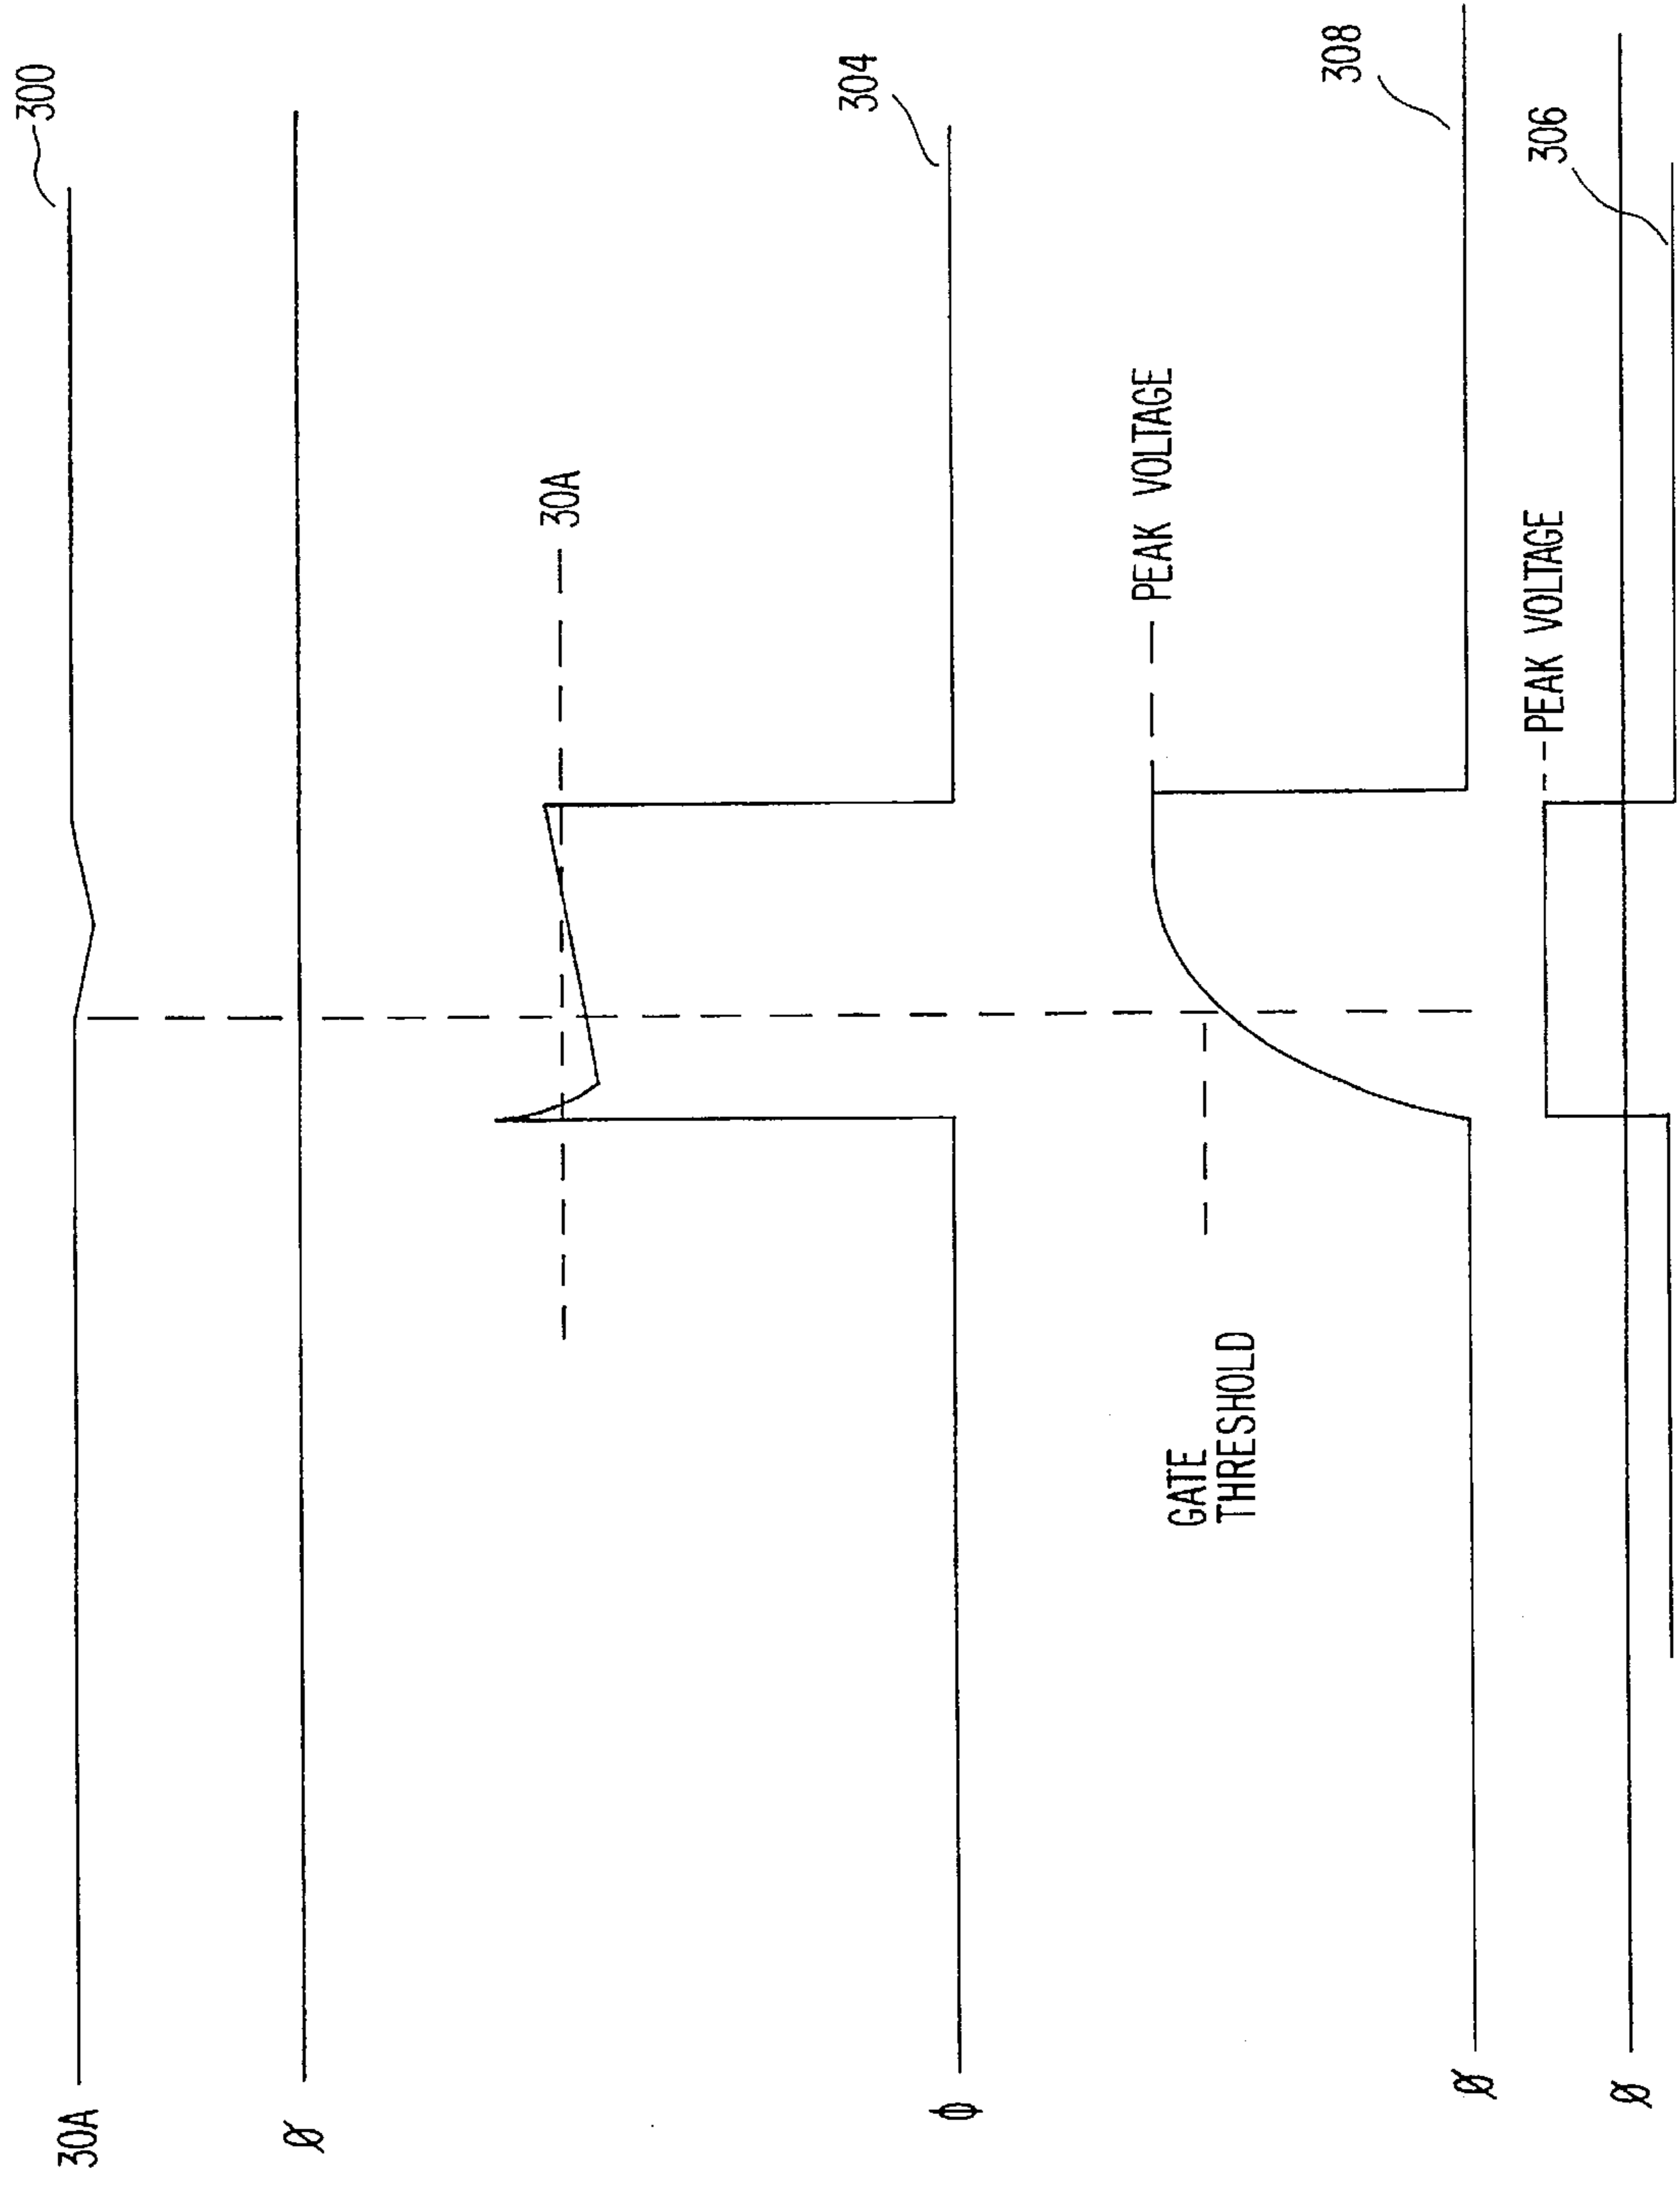 30A
300
Ø
30A
304
ϕ
PEAK VOLTAGE
GATE
THRESHOLD
308
Ø
PEAK VOLTAGE
306
Ø